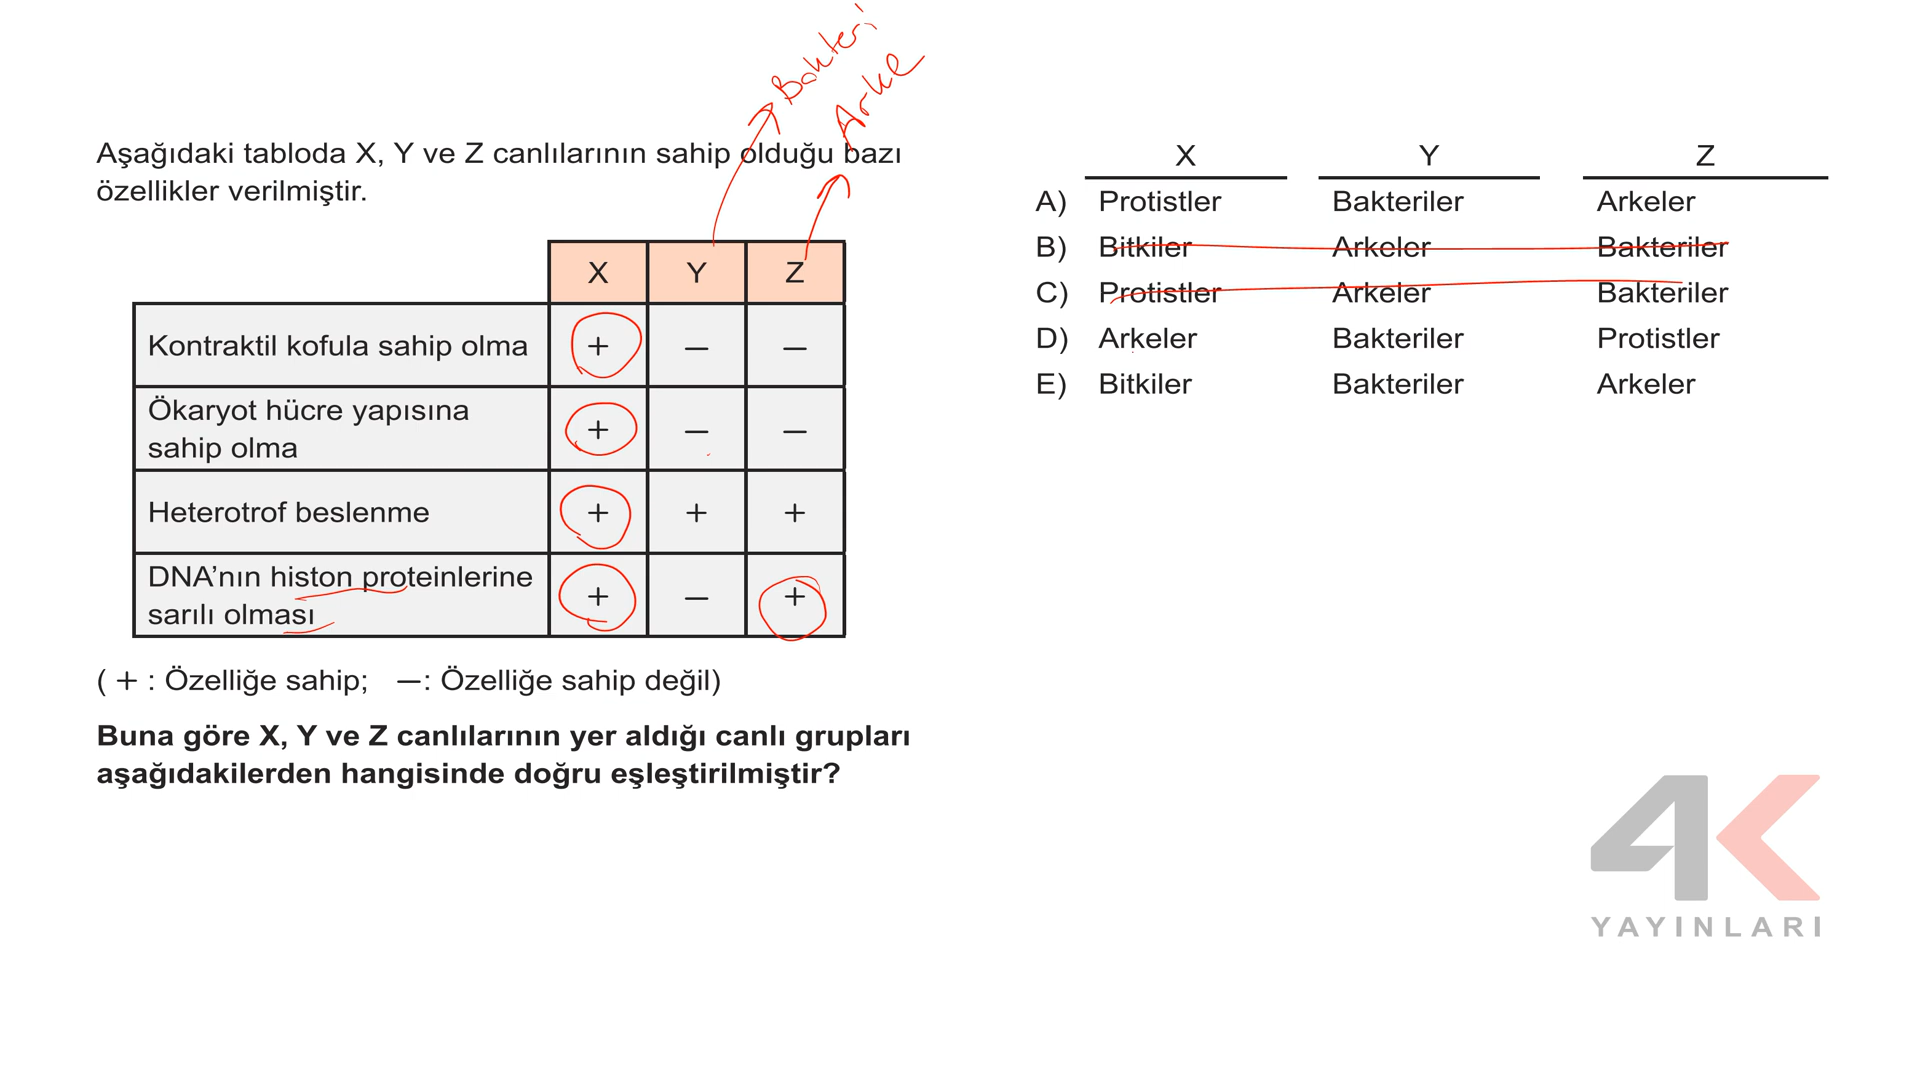 Bakteri
Arke
Aşağıdaki tabloda X, Y ve Z canlılarının sahip olduğu bazı
özellikler verilmiştir.
X Y Z
Kontraktil kofula sahip olma + – –
Ökaryot hücre yapısına
sahip olma + – –
Heterotrof beslenme + + +
DNA’nın histon proteinlerine
sarılı olması + – +
( + : Özelliğe sahip; –: Özelliğe sahip değil)
Buna göre X, Y ve Z canlılarının yer aldığı canlı grupları
aşağıdakilerden hangisinde doğru eşleştirilmiştir?
X Y Z
A) Protistler Bakteriler Arkeler
B) Bitkiler Arkeler Bakteriler
C) Protistler Arkeler Bakteriler
D) Arkeler Bakteriler Protistler
E) Bitkiler Bakteriler Arkeler
4K
YAYINLARI